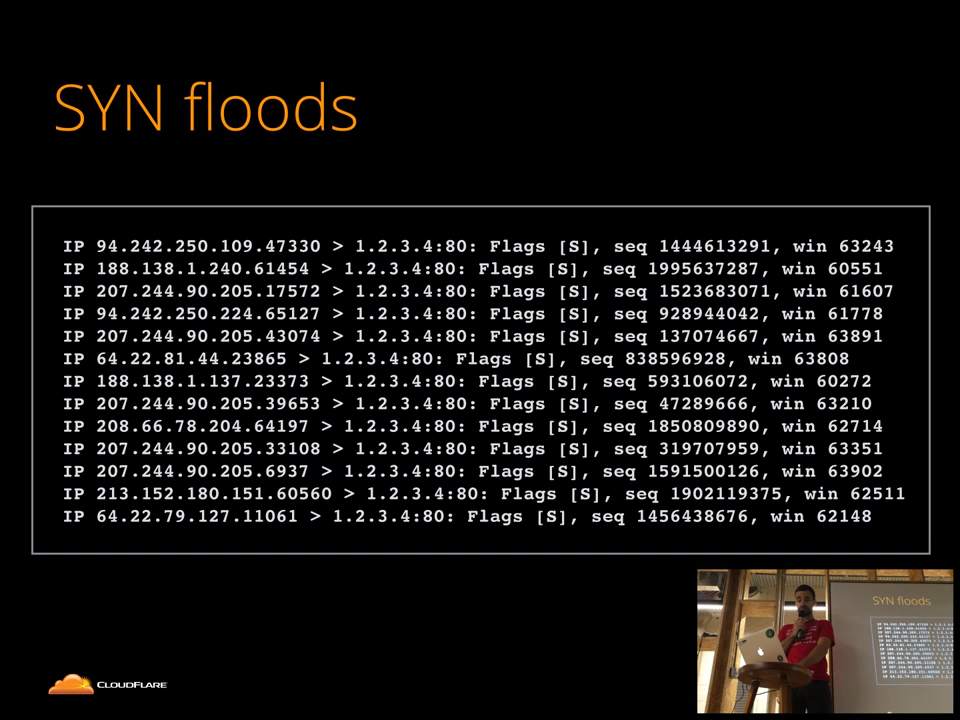 SYN floods
IP 94.242.250.109.47330 > 1.2.3.4:80: Flags [S], seq 1444613291, win 63243
IP 188.138.1.240.61454 > 1.2.3.4:80: Flags [S], seq 1995637287, win 60551
IP 207.244.90.205.17572 > 1.2.3.4:80: Flags [S], seq 1523683071, win 61607
IP 94.242.250.224.65127 > 1.2.3.4:80: Flags [S], seq 928944042, win 61778
IP 207.244.90.205.43074 > 1.2.3.4:80: Flags [S], seq 137074667, win 63891
IP 64.22.81.44.23865 > 1.2.3.4:80: Flags [S], seq 838596928, win 63808
IP 188.138.1.137.23373 > 1.2.3.4:80: Flags [S], seq 593106072, win 60272
IP 207.244.90.205.39653 > 1.2.3.4:80: Flags [S], seq 47289666, win 63210
IP 208.66.78.204.64197 > 1.2.3.4:80: Flags [S], seq 1850809890, win 62714
IP 207.244.90.205.33108 > 1.2.3.4:80: Flags [S], seq 319707959, win 63351
IP 207.244.90.205.6937 > 1.2.3.4:80: Flags [S], seq 1591500126, win 63902
IP 213.152.180.151.60560 > 1.2.3.4:80: Flags [S], seq 1902119375, win 62511
IP 64.22.79.127.11061 > 1.2.3.4:80: Flags [S], seq 1456438676, win 62148
CLOUDFLARE
SYN floods